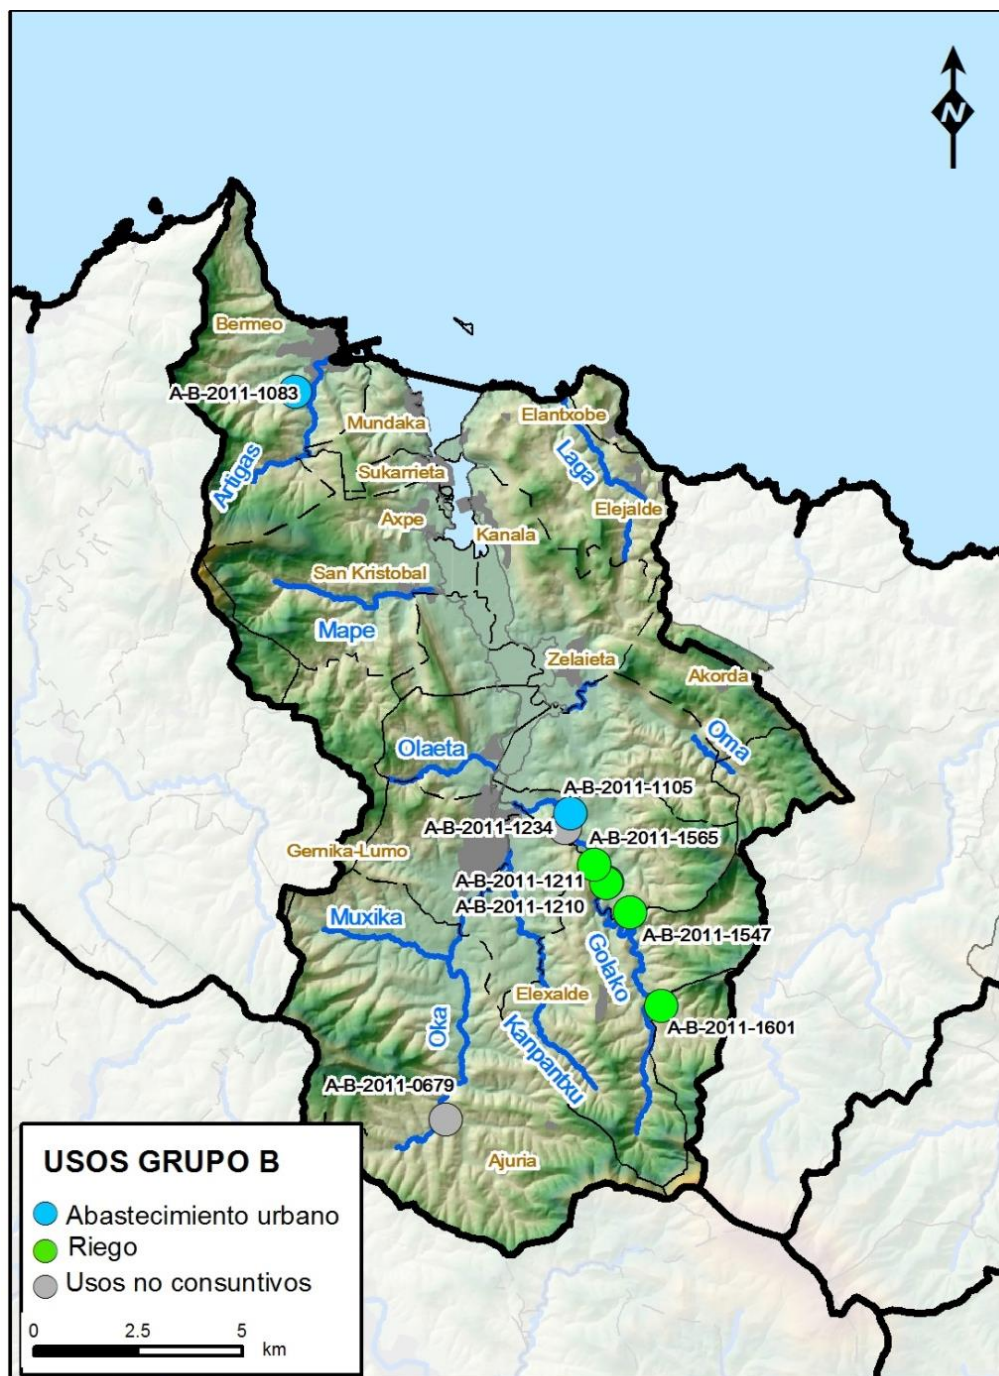 N
Bermeo
A-B-2011-1083
Mundaka
Elantxobe
Artigas
Sukarrieta
Laga
Axpe
Kanala
Elejalde
San Kristobal
Mape
Zelaieta
Akorda
Oma
Olaeta
A-B-2011-1105
A-B-2011-1234
A-B-2011-1565
Gernika-Lumo
A-B-2011-1211
A-B-2011-1210
Muxika
A-B-2011-1547
Golako
Elexalde
Oka
Kanpantxu
A-B-2011-1601
A-B-2011-0679
Ajuria
USOS GRUPO B
Abastecimiento urbano
Riego
Usos no consuntivos
0 2.5 5
km